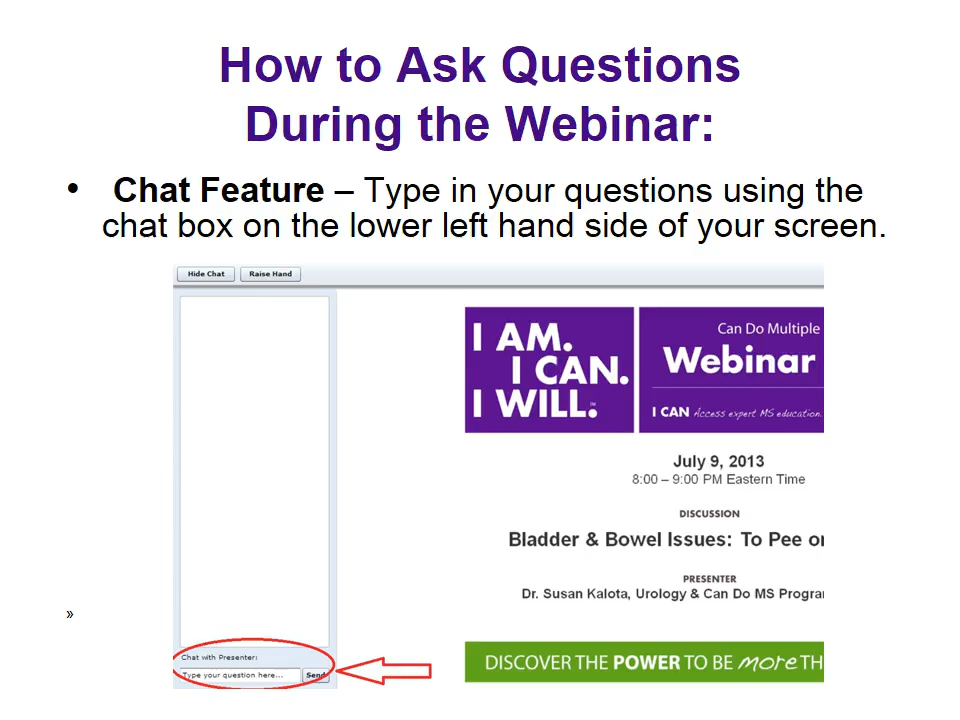 How to Ask Questions
During the Webinar:
• Chat Feature – Type in your questions using the
chat box on the lower left hand side of your screen.
Hide Chat Raise Hand
I AM.
I CAN.
I WILL.™
Can Do Multiple
Webinar
I CAN Access expert MS education.
July 9, 2013
8:00 – 9:00 PM Eastern Time
DISCUSSION
Bladder & Bowel Issues: To Pee or
PRESENTER
Dr. Susan Kalota, Urology & Can Do MS Program
»
Chat with Presenter:
Type your question here... Send
DISCOVER THE POWER TO BE more TH